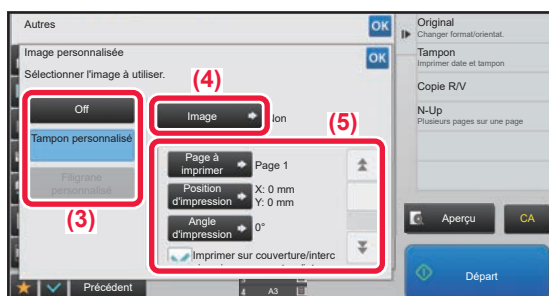 Autres
OK
Image personnalisée
OK
Sélectionner l'image à utiliser.
(4)
Off
Image
ion
(5)
Tampon personnalisé
Filigrane
personnalisé
(3)
Page à
imprimer
Page 1
Position
d'impression
X: 0 mm
Y: 0 mm
Angle
d'impression
0°
Imprimer sur couverture/interc
Précédent
A3
Original
Changer format/orientat.
Tampon
Imprimer date et tampon
Copie R/V
N-Up
Plusieurs pages sur une page
Aperçu
CA
Départ